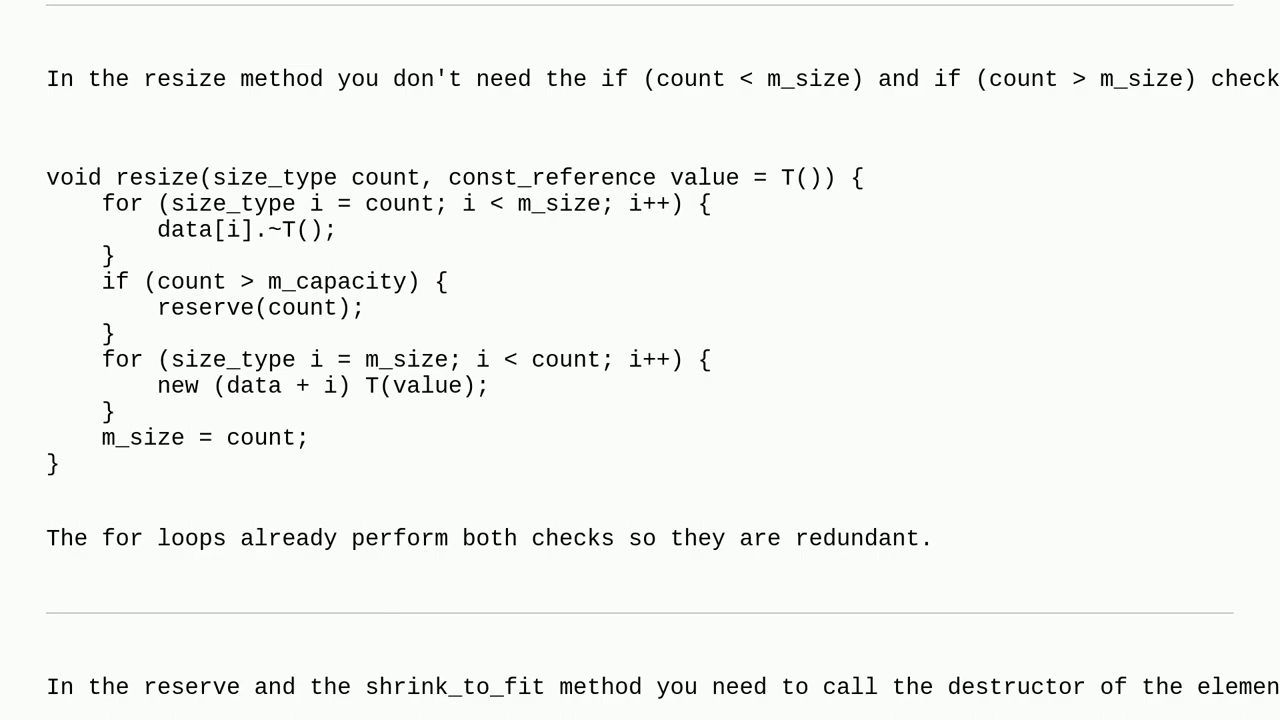 In the resize method you don't need the if (count < m_size) and if (count > m_size) check
void resize(size_type count, const_reference value = T()) {
    for (size_type i = count; i < m_size; i++) {
        data[i].~T();
    }
    if (count > m_capacity) {
        reserve(count);
    }
    for (size_type i = m_size; i < count; i++) {
        new (data + i) T(value);
    }
    m_size = count;
}
The for loops already perform both checks so they are redundant.
In the reserve and the shrink_to_fit method you need to call the destructor of the elemen